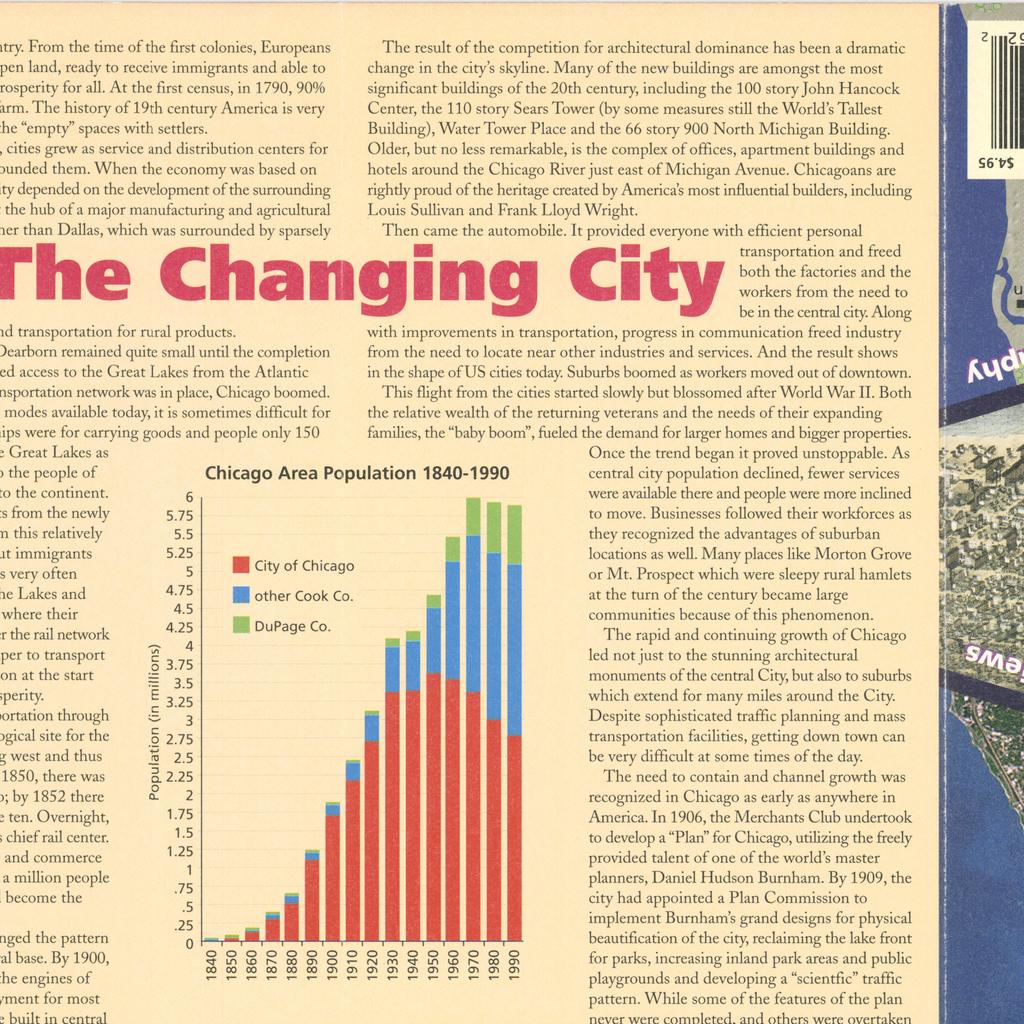 ntry. From the time of the first colonies, Europeans
pen land, ready to receive immigrants and able to
rosperity for all. At the first census, in 1790, 90%
arm. The history of 19th century America is very
the “empty” spaces with settlers.
, cities grew as service and distribution centers for
ounded them. When the economy was based on
ity depended on the development of the surrounding
the hub of a major manufacturing and agricultural
her than Dallas, which was surrounded by sparsely
The result of the competition for architectural dominance has been a dramatic
change in the city’s skyline. Many of the new buildings are amongst the most
significant buildings of the 20th century, including the 100 story John Hancock
Center, the 110 story Sears Tower (by some measures still the World’s Tallest
Building), Water Tower Place and the 66 story 900 North Michigan Building.
Older, but no less remarkable, is the complex of offices, apartment buildings and
hotels around the Chicago River just east of Michigan Avenue. Chicagoans are
rightly proud of the heritage created by America’s most influential builders, including
Louis Sullivan and Frank Lloyd Wright.
Then came the automobile. It provided everyone with efficient personal
transportation and freed
both the factories and the
workers from the need to
be in the central city. Along
The Changing City
nd transportation for rural products.
Dearborn remained quite small until the completion
ed access to the Great Lakes from the Atlantic
nsportation network was in place, Chicago boomed.
modes available today, it is sometimes difficult for
hips were for carrying goods and people only 150
e Great Lakes as
o the people of
to the continent.
ts from the newly
m this relatively
ut immigrants
s very often
he Lakes and
where their
er the rail network
per to transport
on at the start
sperity.
portation through
ogical site for the
g west and thus
1850, there was
o; by 1852 there
e ten. Overnight,
s chief rail center.
and commerce
a million people
d become the
nged the pattern
ral base. By 1900,
the engines of
yment for most
e built in central
with improvements in transportation, progress in communication freed industry
from the need to locate near other industries and services. And the result shows
in the shape of US cities today. Suburbs boomed as workers moved out of downtown.
This flight from the cities started slowly but blossomed after World War II. Both
the relative wealth of the returning veterans and the needs of their expanding
families, the “baby boom”, fueled the demand for larger homes and bigger properties.
Once the trend began it proved unstoppable. As
central city population declined, fewer services
were available there and people were more inclined
to move. Businesses followed their workforces as
they recognized the advantages of suburban
locations as well. Many places like Morton Grove
or Mt. Prospect which were sleepy rural hamlets
at the turn of the century became large
communities because of this phenomenon.
The rapid and continuing growth of Chicago
led not just to the stunning architectural
monuments of the central City, but also to suburbs
which extend for many miles around the City.
Despite sophisticated traffic planning and mass
transportation facilities, getting down town can
be very difficult at some times of the day.
The need to contain and channel growth was
recognized in Chicago as early as anywhere in
America. In 1906, the Merchants Club undertook
to develop a “Plan” for Chicago, utilizing the freely
provided talent of one of the world’s master
planners, Daniel Hudson Burnham. By 1909, the
city had appointed a Plan Commission to
implement Burnham’s grand designs for physical
beautification of the city, reclaiming the lake front
for parks, increasing inland park areas and public
playgrounds and developing a “scientfic” traffic
pattern. While some of the features of the plan
never were completed, and others were overtaken
Chicago Area Population 1840-1990
Population (in millions)
6
5.75
5.5
5.25
5
4.75
4.5
4.25
4
3.75
3.5
3.25
3
2.75
2.5
2.25
2
1.75
1.5
1.25
1
.75
.5
.25
0
City of Chicago
other Cook Co.
DuPage Co.
1840 1850 1860 1870 1880 1890 1900 1910 1920 1930 1940 1950 1960 1970 1980 1990
$4.95
phy
iews